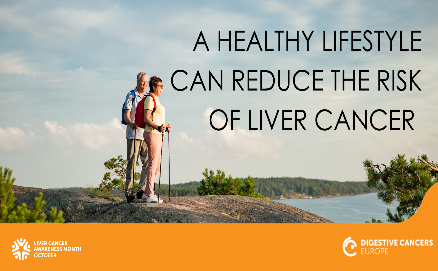 A HEALTHY LIFESTYLE
CAN REDUCE THE RISK
OF LIVER CANCER
LIVER CANCER
AWARENESS MONTH
OCTOBER
DIGESTIVE CANCERS
EUROPE